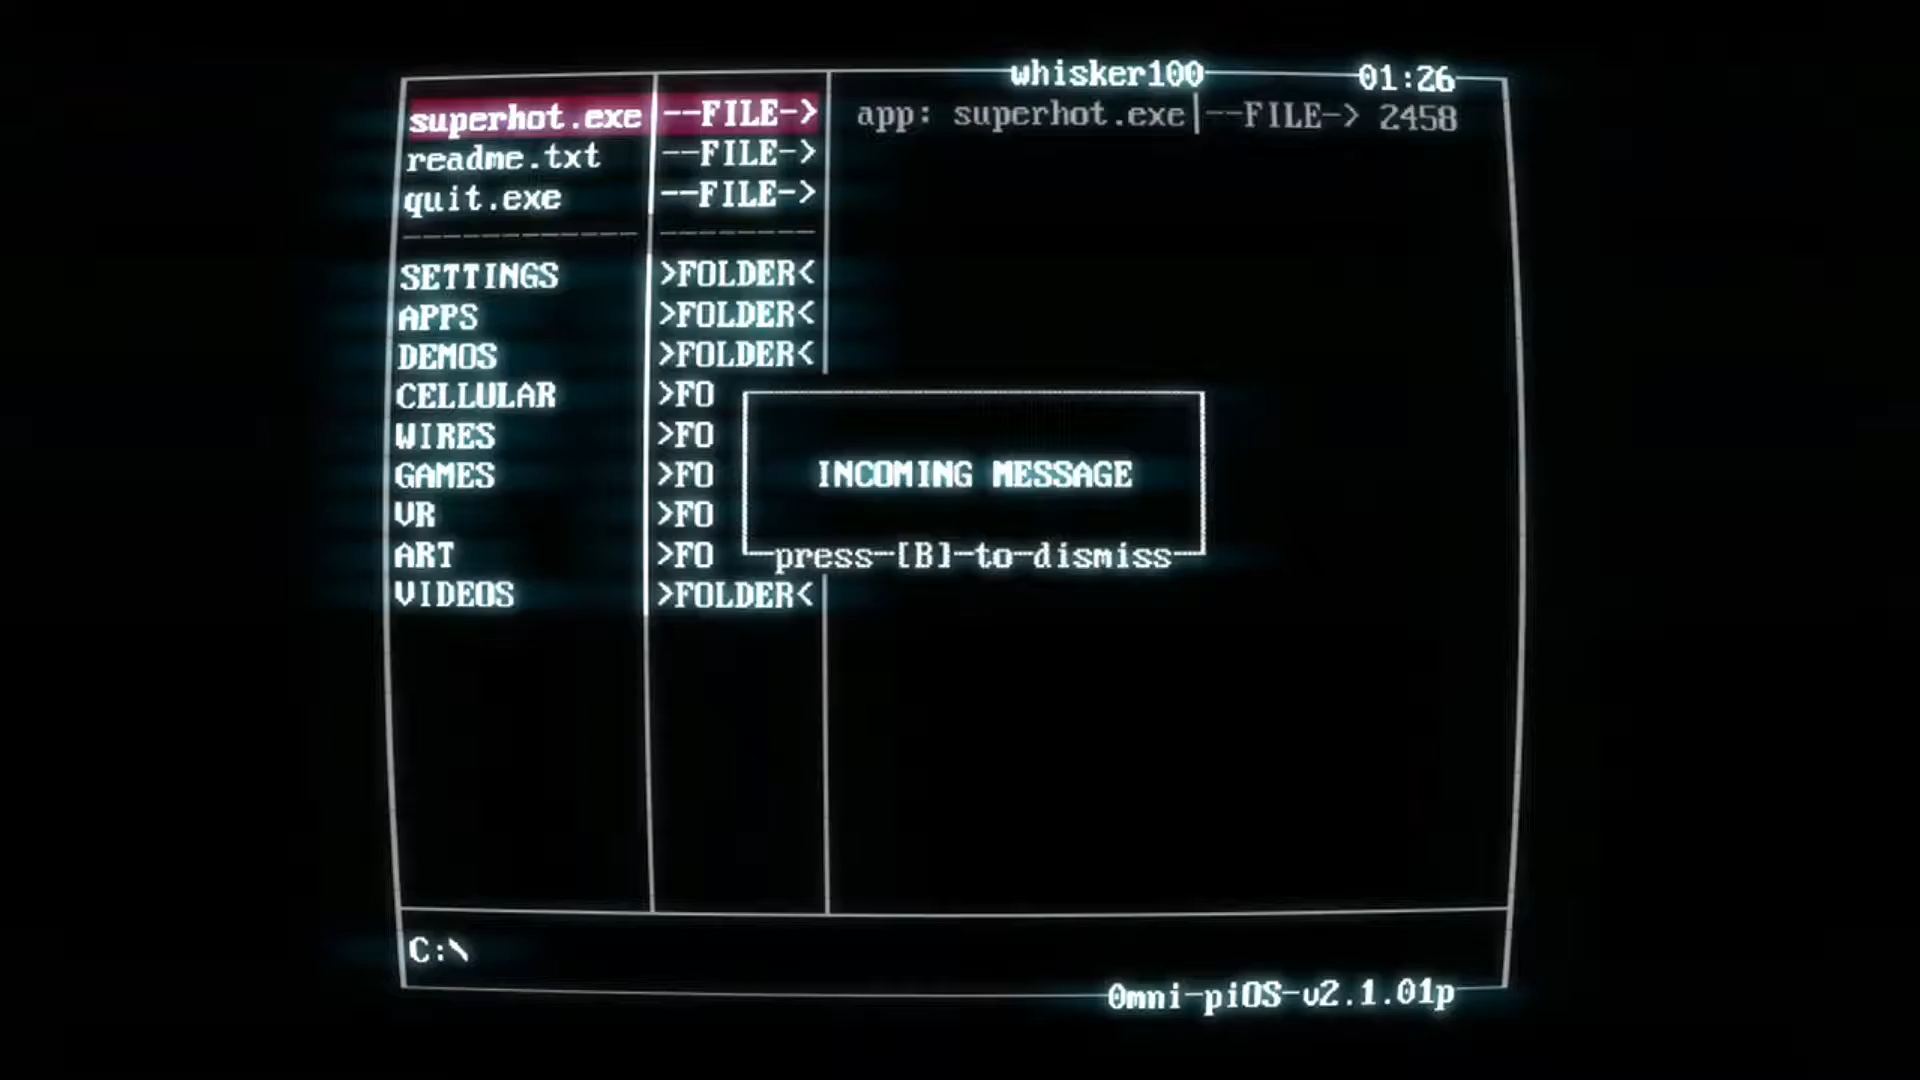 whisker100 01:26
superhot.exe --FILE-> app: superhot.exe|--FILE-> 2458
readme.txt --FILE->
quit.exe --FILE->
SETTINGS >FOLDER<
APPS >FOLDER<
DEMOS >FOLDER<
CELLULAR >FO
WIRES >FO
GAMES >FO
INCOMING MESSAGE
VR >FO
ART >FO
press-[B]-to-dismiss
VIDEOS >FOLDER<
C:\
0mni-piOS-v2.1.01p